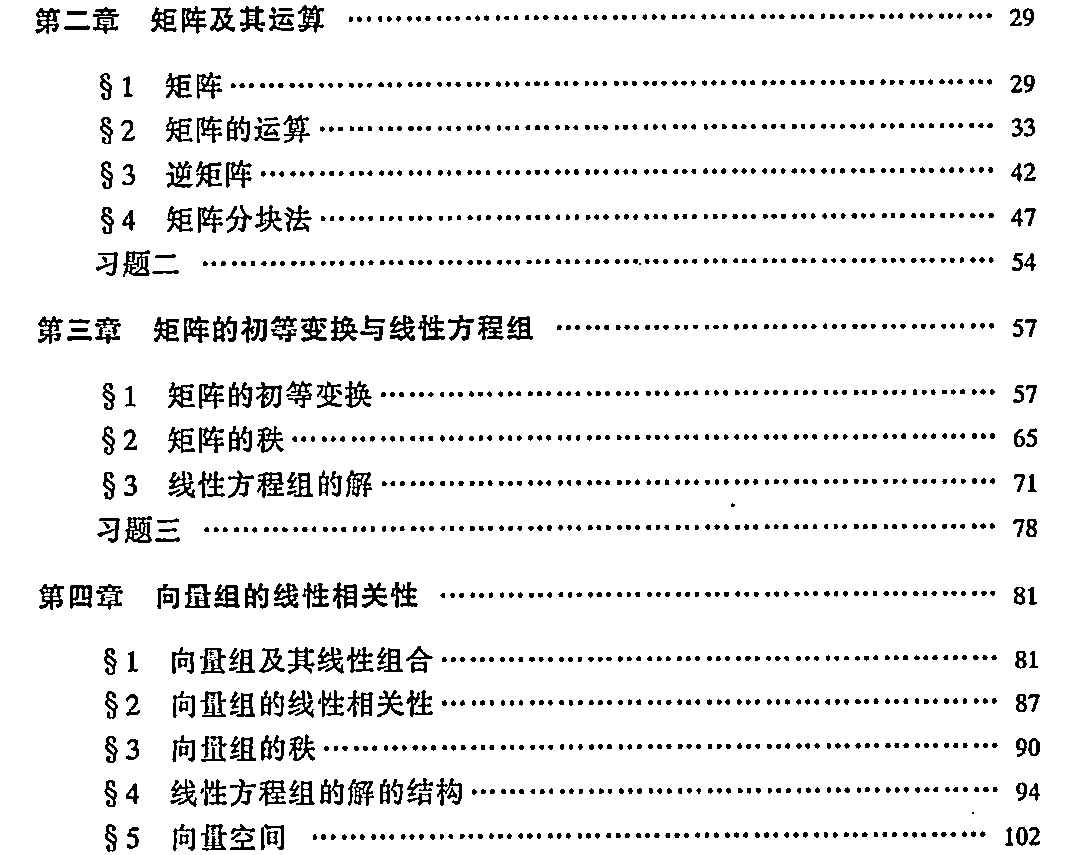 第二章 矩阵及其运算 …… 29
§1 矩阵 …… 29
§2 矩阵的运算 …… 33
§3 逆矩阵 …… 42
§4 矩阵分块法 …… 47
习题二 …… 54
第三章 矩阵的初等变换与线性方程组 …… 57
§1 矩阵的初等变换 …… 57
§2 矩阵的秩 …… 65
§3 线性方程组的解 …… 71
习题三 …… 78
第四章 向量组的线性相关性 …… 81
§1 向量组及其线性组合 …… 81
§2 向量组的线性相关性 …… 87
§3 向量组的秩 …… 90
§4 线性方程组的解的结构 …… 94
§5 向量空间 …… 102